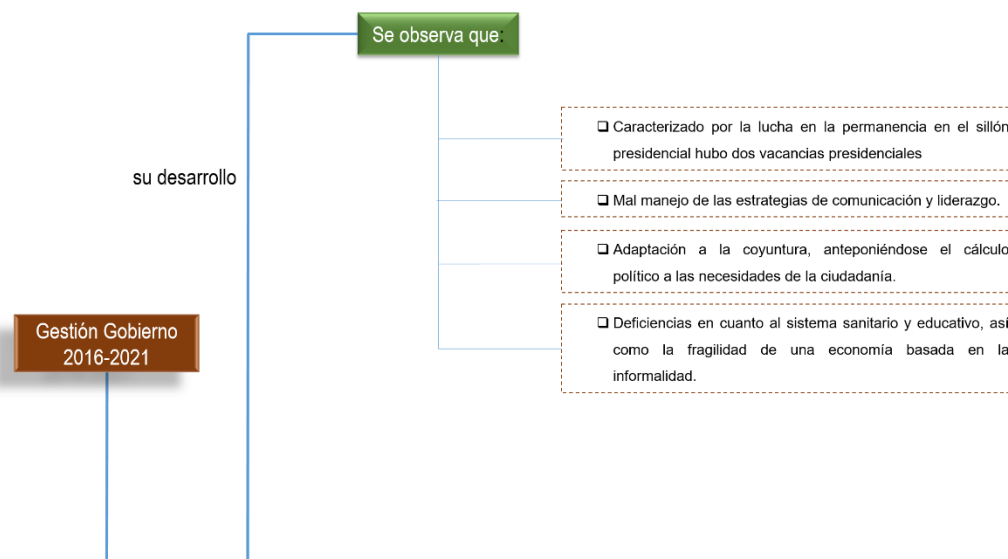 Se observa que:
❑ Caracterizado por la lucha en la permanencia en el sillón
presidencial hubo dos vacancias presidenciales
su desarrollo
❑ Mal manejo de las estrategias de comunicación y liderazgo.
❑ Adaptación a la coyuntura, anteponiéndose el cálculo
político a las necesidades de la ciudadanía.
Gestión Gobierno
2016-2021
❑ Deficiencias en cuanto al sistema sanitario y educativo, así
como la fragilidad de una economía basada en la
informalidad.